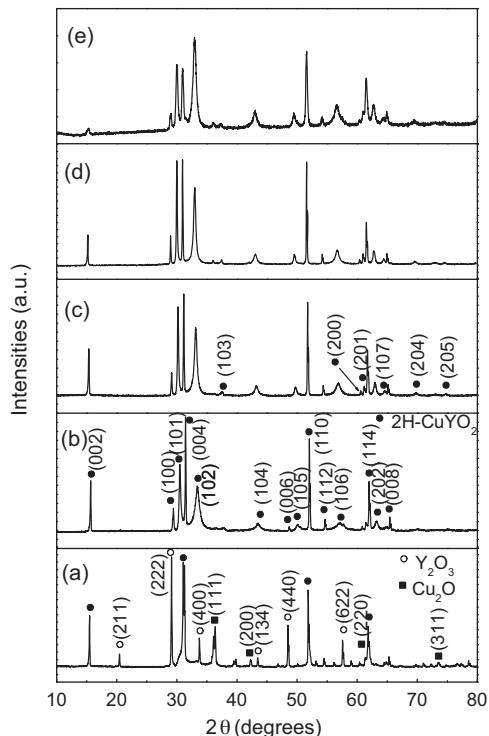 (e)
(d)
(c)
(103)
(200)
(201)
(107)
(204)
(205)
(b)
2H-CuYO₂
(002)
(100)
(101)
(004)
(102)
(104)
(006)
(105)
(110)
(112)
(106)
(114)
(202)
(008)
(a)
Y₂O₃
Cu₂O
(211)
(222)
(400)
(111)
(200)
(134)
(440)
(622)
(220)
(311)
Intensities (a.u.)
10 20 30 40 50 60 70 80
2 θ (degrees)